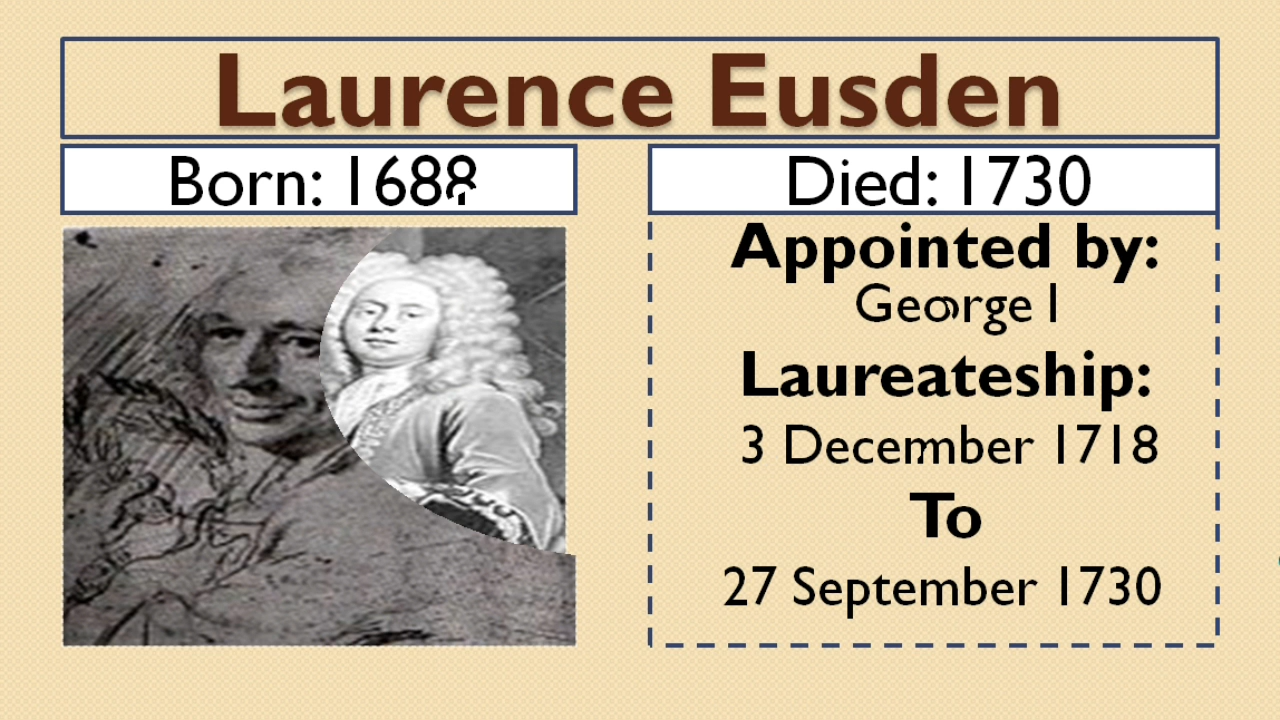 Laurence Eusden
Born: 1688
Died: 1730
Appointed by:
George I
Laureateship:
3 December 1718
To
27 September 1730